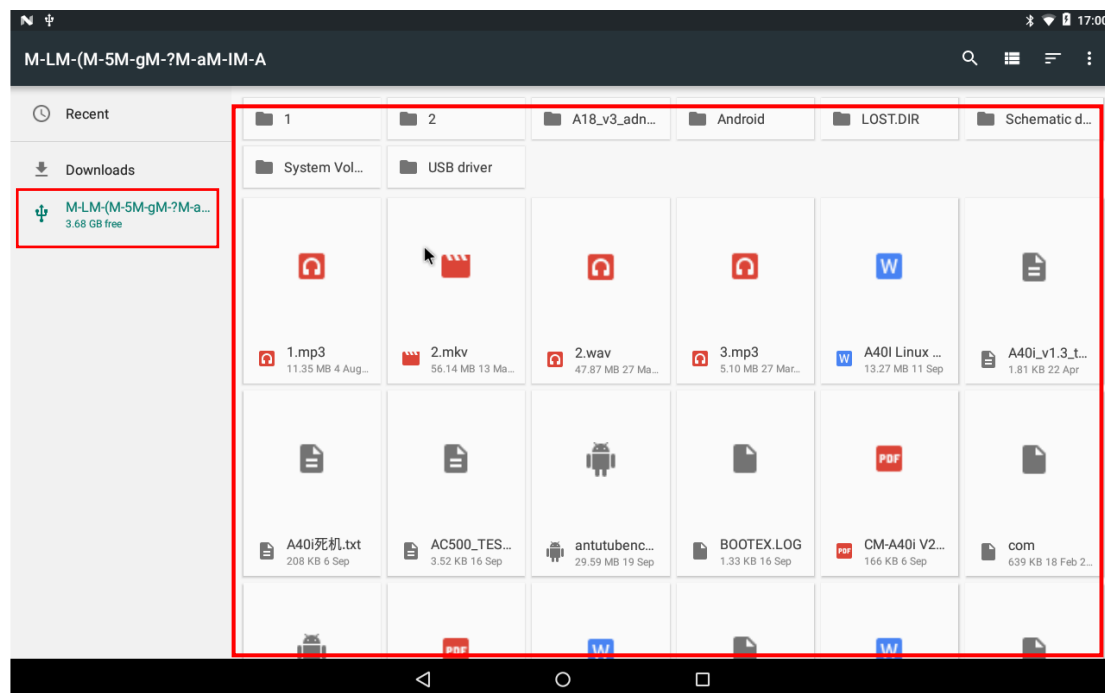 17:00
M-LM-(M-5M-gM-?M-aM-IM-A
Recent
Downloads
M-LM-(M-5M-gM-?M-a...
3.68 GB free
1
2
A18_v3_adn...
Android
LOST.DIR
Schematic d...
System Vol...
USB driver
W
1.mp3
11.35 MB 4 Aug...
2.mkv
56.14 MB 13 Ma...
2.wav
47.87 MB 27 Ma...
3.mp3
5.10 MB 27 Mar...
W
A40I Linux ...
13.27 MB 11 Sep
A40i_v1.3_t...
1.81 KB 22 Apr
PDF
A40i死机.txt
208 KB 6 Sep
AC500_TES...
3.52 KB 16 Sep
antutubenc...
29.59 MB 19 Sep
BOOTEX.LOG
1.33 KB 16 Sep
PDF
CM-A40i V2...
166 KB 6 Sep
com
639 KB 18 Feb 2...
PDF
W
W